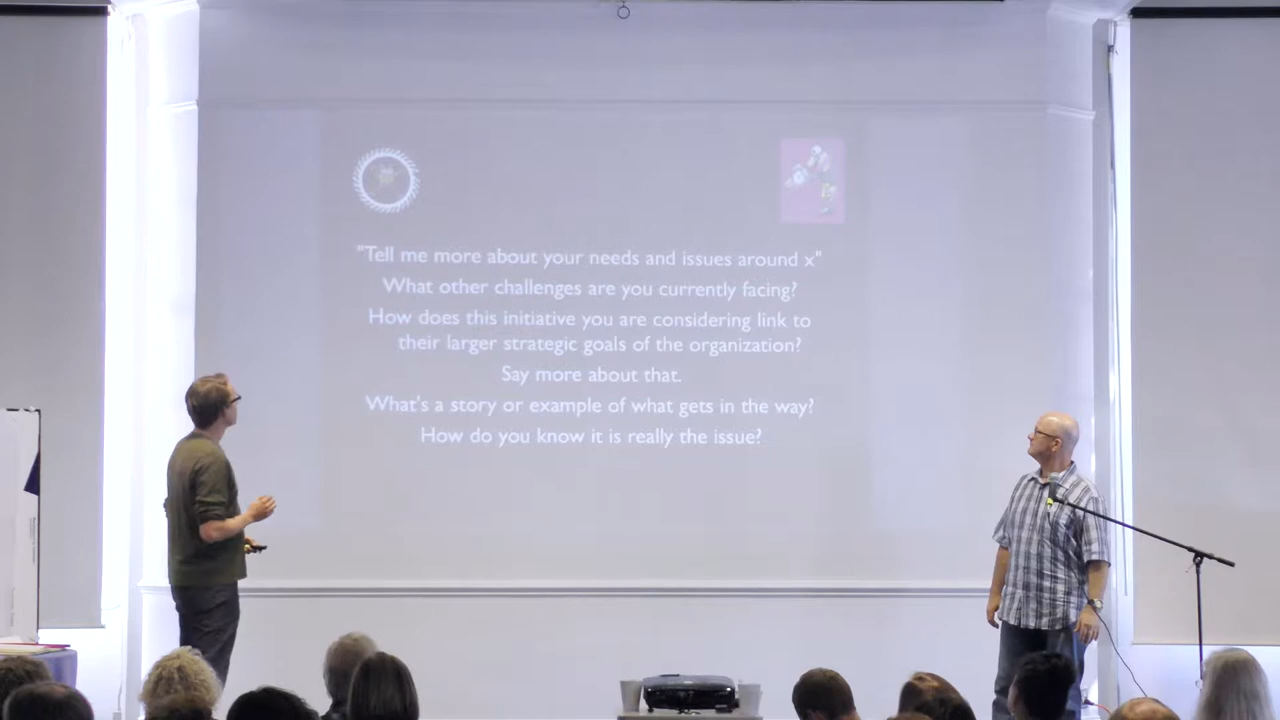 "Tell me more about your needs and issues around x"
What other challenges are you currently facing?
How does this initiative you are considering link to
their larger strategic goals of the organization?
Say more about that.
What's a story or example of what gets in the way?
How do you know it is really the issue?